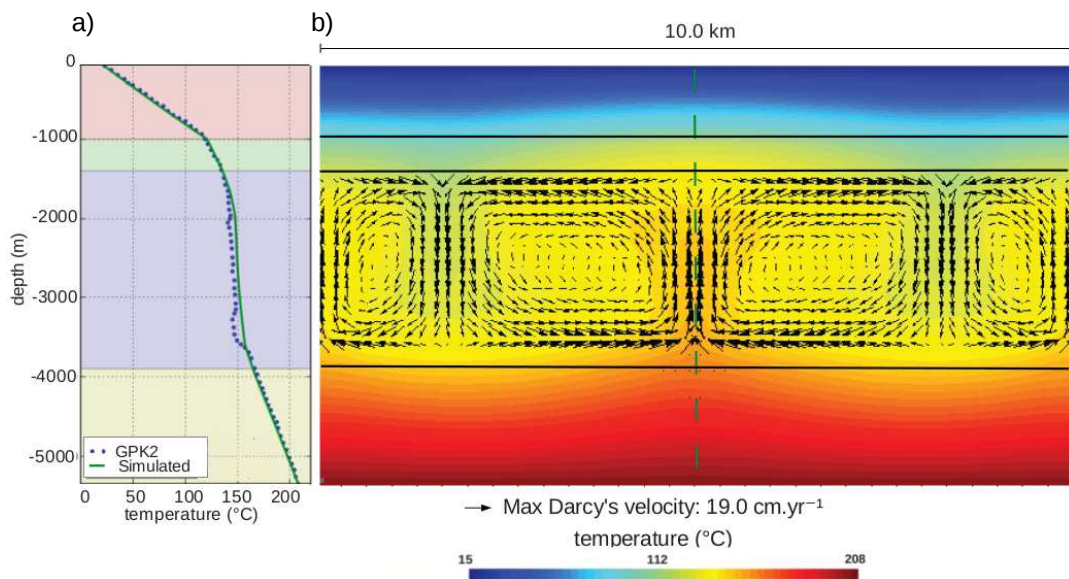 a)
b)
10.0 km
0
-1000
-2000
-3000
-4000
-5000
depth (m)
GPK2
Simulated
0 50 100 150 200
temperature (°C)
Max Darcy's velocity: 19.0 cm.yr⁻¹
temperature (°C)
15 112 208